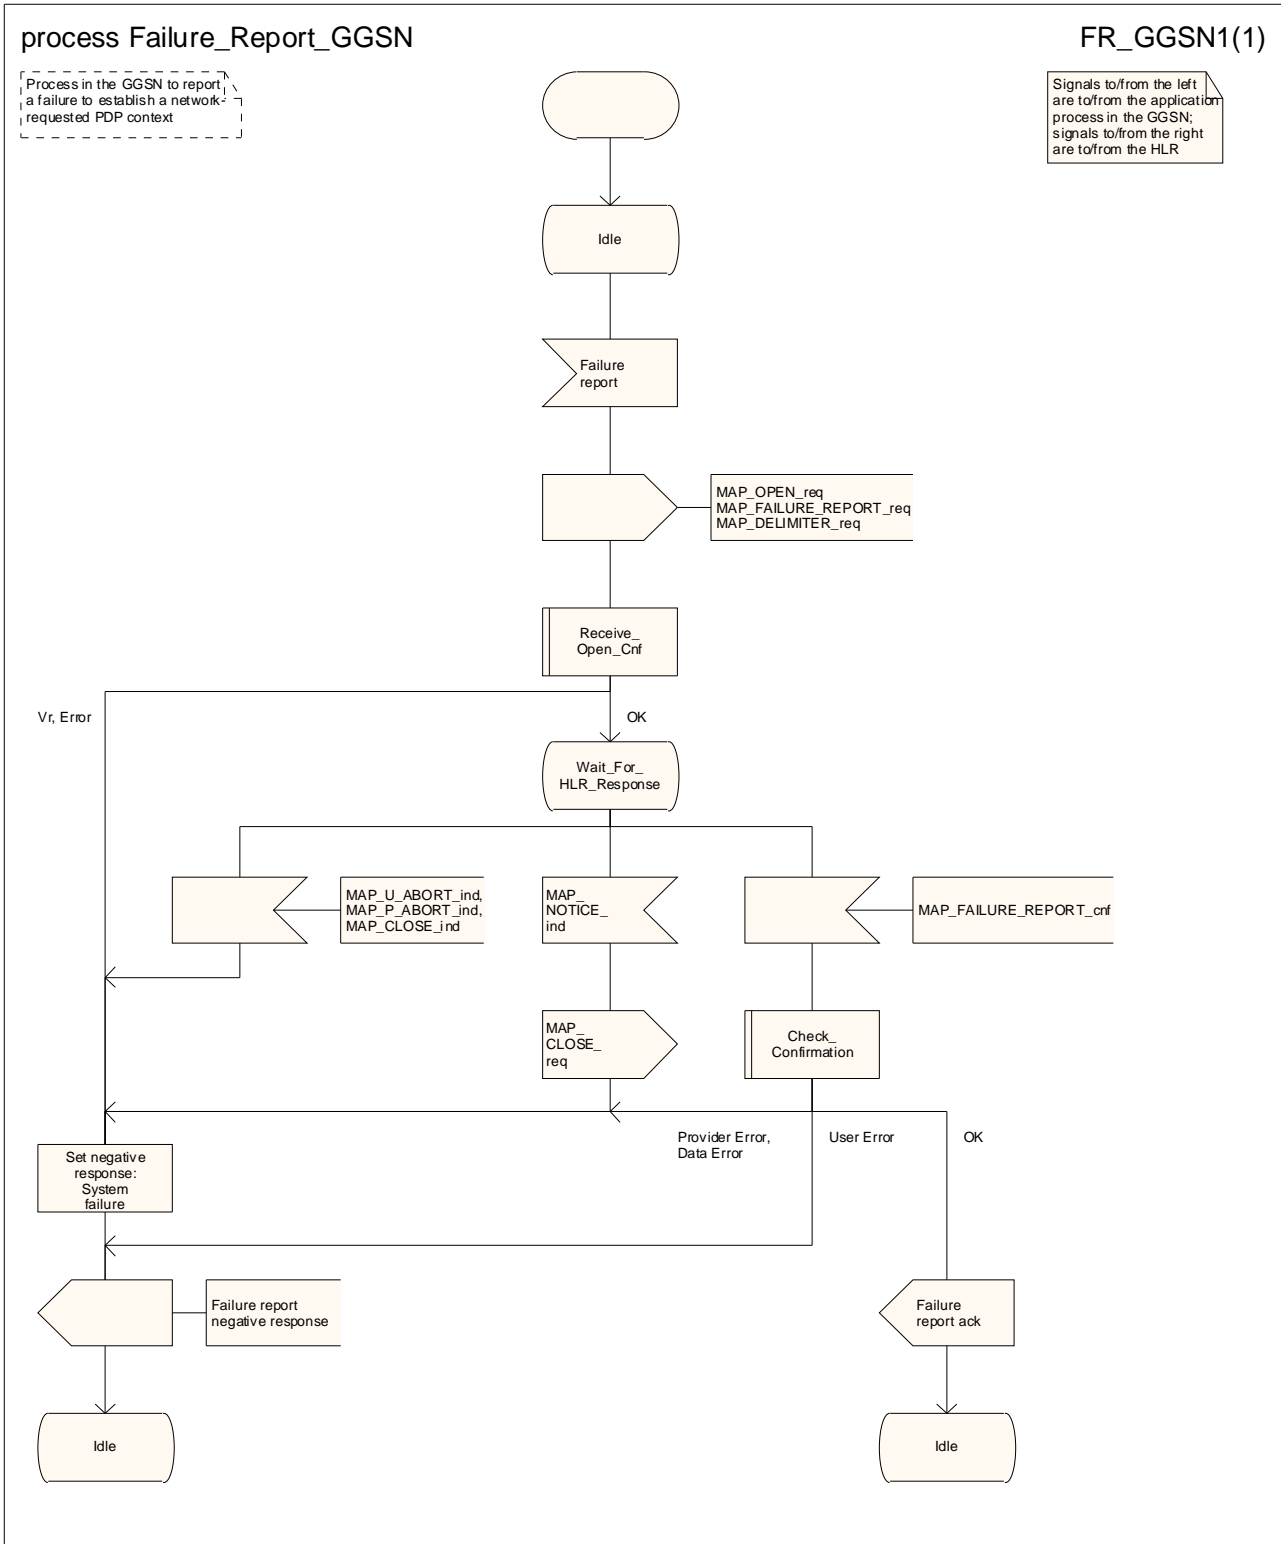 process Failure_Report_GGSN
FR_GGSN1(1)
Process in the GGSN to report
a failure to establish a network-
requested PDP context
Signals to/from the left
are to/from the application
process in the GGSN;
signals to/from the right
are to/from the HLR
Idle
Failure
report
MAP_OPEN_req
MAP_FAILURE_REPORT_req
MAP_DELIMITER_req
Receive_
Open_Cnf
Vr, Error
OK
Wait_For_
HLR_Response
MAP_U_ABORT_ind,
MAP_P_ABORT_ind,
MAP_CLOSE_ind
MAP_
NOTICE_
ind
MAP_FAILURE_REPORT_cnf
MAP_
CLOSE_
req
Check_
Confirmation
Provider Error,
Data Error
User Error
OK
Set negative
response:
System
failure
Failure report
negative response
Failure
report ack
Idle
Idle